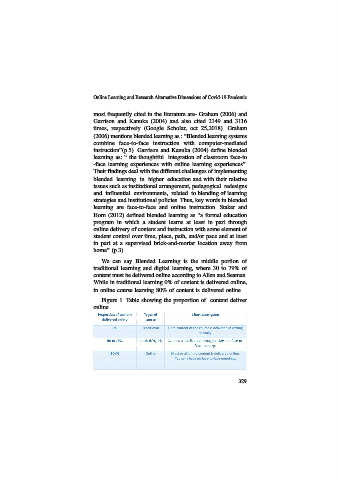 Online Learning and Research Alternative Dimensions of Covid-19 Pandemic
most frequently cited in the literature are- Graham (2006) and
Garrison and Kanuka (2004) and also cited 2349 and 3116
times, respectively (Google Scholar, oct 25,2018) Graham
(2006) mentions blended learning as : "Blended learning systems
combine face-to-face instruction with computer-mediated
instruction"(p 5) Garrison and Kanuka (2004) define blended
learning as: " the thoughtful integration of classroom face-to
-face learning experiences with online learning experiences"
Their findings deal with the different challenges of implementing
blended learning in higher education and with their relative
issues such as institutional arrangement, pedagogical redesigns
and influential environments, related to blending of learning
strategies and institutional policies Thus, key words in blended
learning are face-to-face and online instruction Staker and
Horn (2012) defined blended learning as "a formal education
program in which a student learns at least in part through
online delivery of content and instruction with some element of
student control over time, place, path, and/or pace and at least
in part at a supervised brick-and-mortar location away from
home" (p 3)
We can say Blended Learning is the middle portion of
traditional learning and digital learning, where 30 to 79% of
content must be delivered online according to Allen and Seaman
While in traditional learning 0% of content is delivered online,
in online course learning 80% of content is delivered online
Figure 1 Table showing the proportion of content deliver
online
Proportion of content Type of Description
delivered online course
Online
329